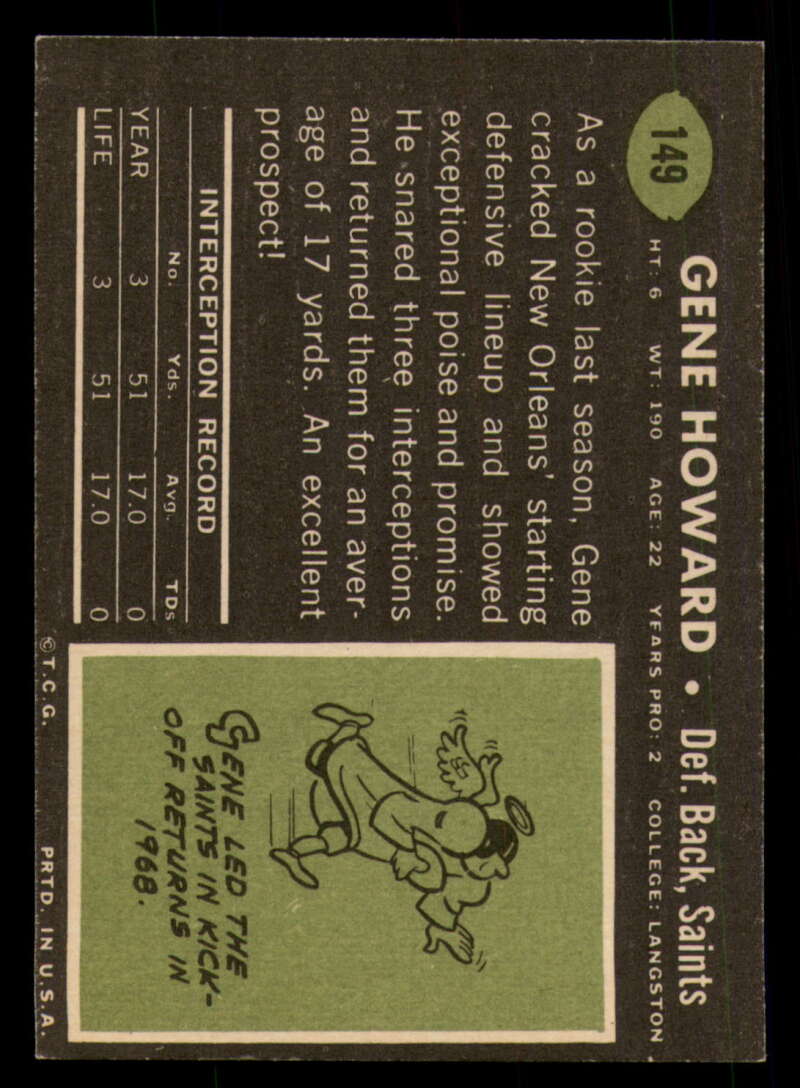 149
GENE HOWARD • Def. Back, Saints
HT: 6 WT: 190 AGE: 22 YEARS PRO: 2 COLLEGE: LANGSTON
As a rookie last season, Gene
cracked New Orleans' starting
defensive lineup and showed
exceptional poise and promise.
He snared three interceptions
and returned them for an aver-
age of 17 yards. An excellent
prospect!
INTERCEPTION RECORD
No. Yds. Avg. TDs
YEAR 3 51 17.0 0
LIFE 3 51 17.0 0
GENE LED THE
SAINTS IN KICK-
OFF RETURNS IN
1968.
©T.C.G. PRTD. IN U.S.A.